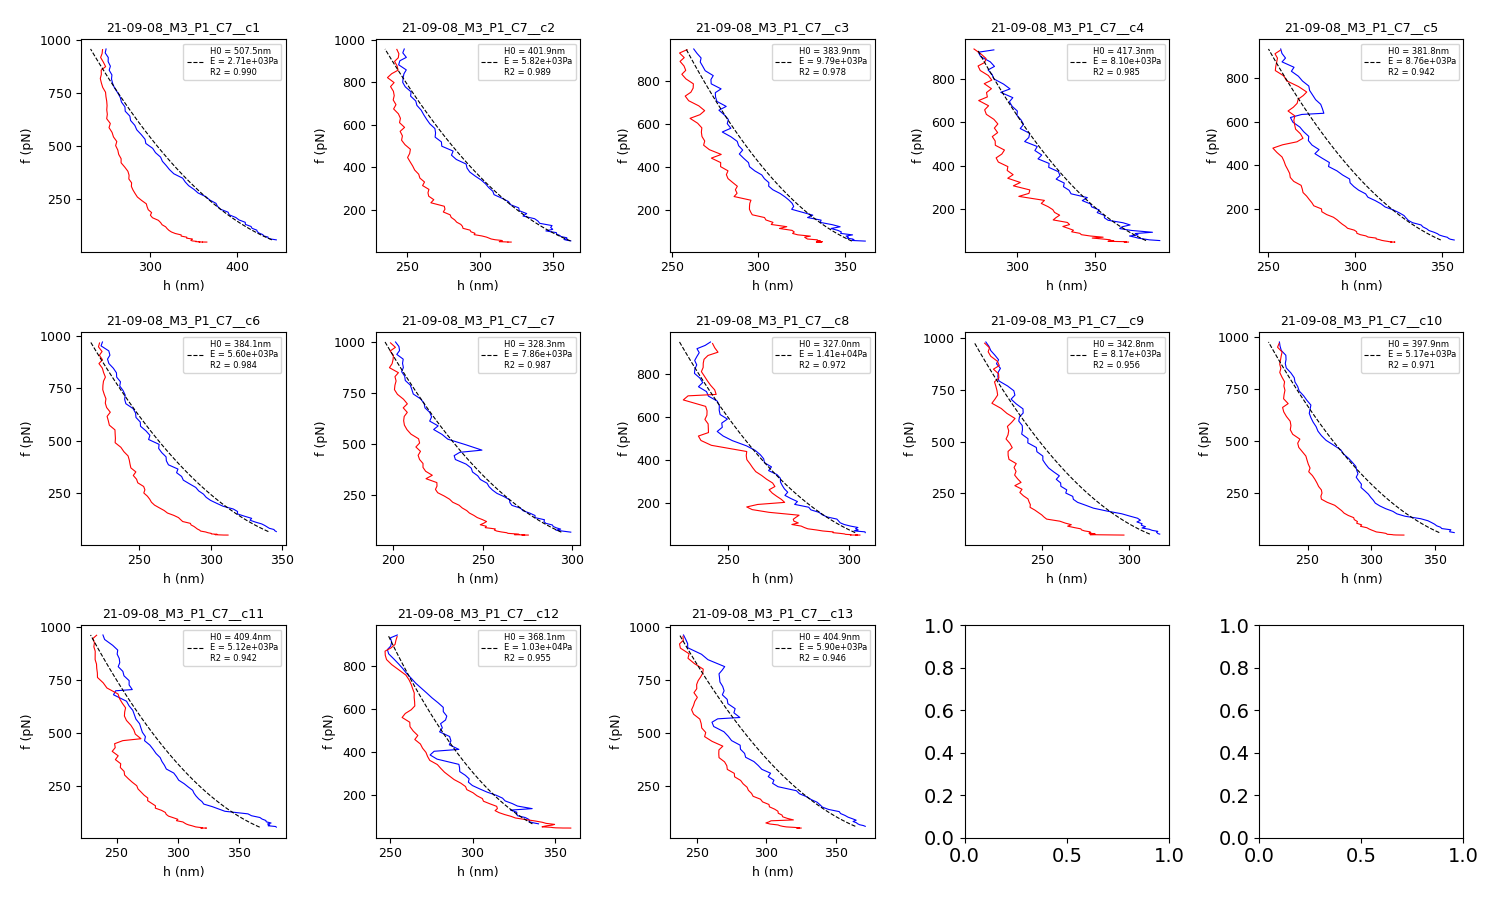 21-09-08_M3_P1_C7__c1
H0 = 507.5nm
E = 2.71e+03Pa
R2 = 0.990
f (pN)
1000
750
500
250
300
400
h (nm)
21-09-08_M3_P1_C7__c2
H0 = 401.9nm
E = 5.82e+03Pa
R2 = 0.989
f (pN)
1000
800
600
400
200
250
300
350
h (nm)
21-09-08_M3_P1_C7__c3
H0 = 383.9nm
E = 9.79e+03Pa
R2 = 0.978
f (pN)
800
600
400
200
250
300
350
h (nm)
21-09-08_M3_P1_C7__c4
H0 = 417.3nm
E = 8.10e+03Pa
R2 = 0.985
f (pN)
800
600
400
200
300
350
h (nm)
21-09-08_M3_P1_C7__c5
H0 = 381.8nm
E = 8.76e+03Pa
R2 = 0.942
f (pN)
800
600
400
200
250
300
350
h (nm)
21-09-08_M3_P1_C7__c6
H0 = 384.1nm
E = 5.60e+03Pa
R2 = 0.984
f (pN)
1000
750
500
250
250
300
350
h (nm)
21-09-08_M3_P1_C7__c7
H0 = 328.3nm
E = 7.86e+03Pa
R2 = 0.987
f (pN)
1000
750
500
250
200
250
300
h (nm)
21-09-08_M3_P1_C7__c8
H0 = 327.0nm
E = 1.41e+04Pa
R2 = 0.972
f (pN)
800
600
400
200
250
300
h (nm)
21-09-08_M3_P1_C7__c9
H0 = 342.8nm
E = 8.17e+03Pa
R2 = 0.956
f (pN)
1000
750
500
250
250
300
h (nm)
21-09-08_M3_P1_C7__c10
H0 = 397.9nm
E = 5.17e+03Pa
R2 = 0.971
f (pN)
1000
750
500
250
250
300
350
h (nm)
21-09-08_M3_P1_C7__c11
H0 = 409.4nm
E = 5.12e+03Pa
R2 = 0.942
f (pN)
1000
750
500
250
250
300
350
h (nm)
21-09-08_M3_P1_C7__c12
H0 = 368.1nm
E = 1.03e+04Pa
R2 = 0.955
f (pN)
800
600
400
200
250
300
350
h (nm)
21-09-08_M3_P1_C7__c13
H0 = 404.9nm
E = 5.90e+03Pa
R2 = 0.946
f (pN)
1000
750
500
250
250
300
350
h (nm)
1.0
0.8
0.6
0.4
0.2
0.0
0.0
0.5
1.0
1.0
0.8
0.6
0.4
0.2
0.0
0.0
0.5
1.0